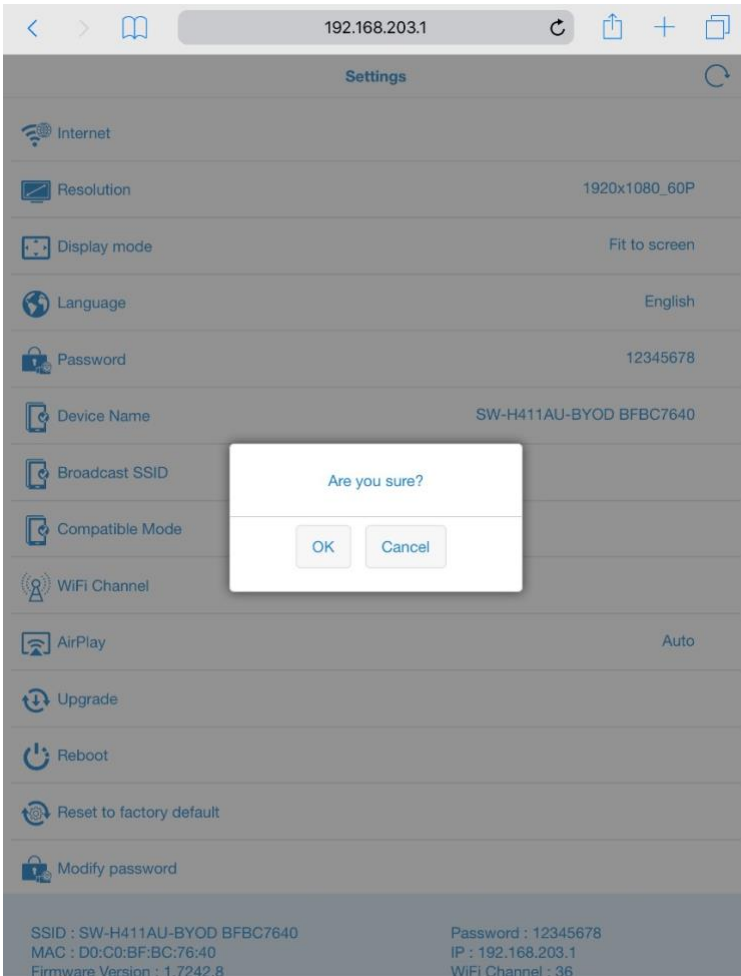 192.168.203.1
Settings
Internet
Resolution 1920x1080_60P
Display mode Fit to screen
Language English
Password 12345678
Device Name SW-H411AU-BYOD BFBC7640
Broadcast SSID
Are you sure?
Compatible Mode
OK Cancel
WiFi Channel
AirPlay Auto
Upgrade
Reboot
Reset to factory default
Modify password
SSID : SW-H411AU-BYOD BFBC7640 Password : 12345678
MAC : D0:C0:BF:BC:76:40 IP : 192.168.203.1
Firmware Version : 1.7242.8 WiFi Channel : 36